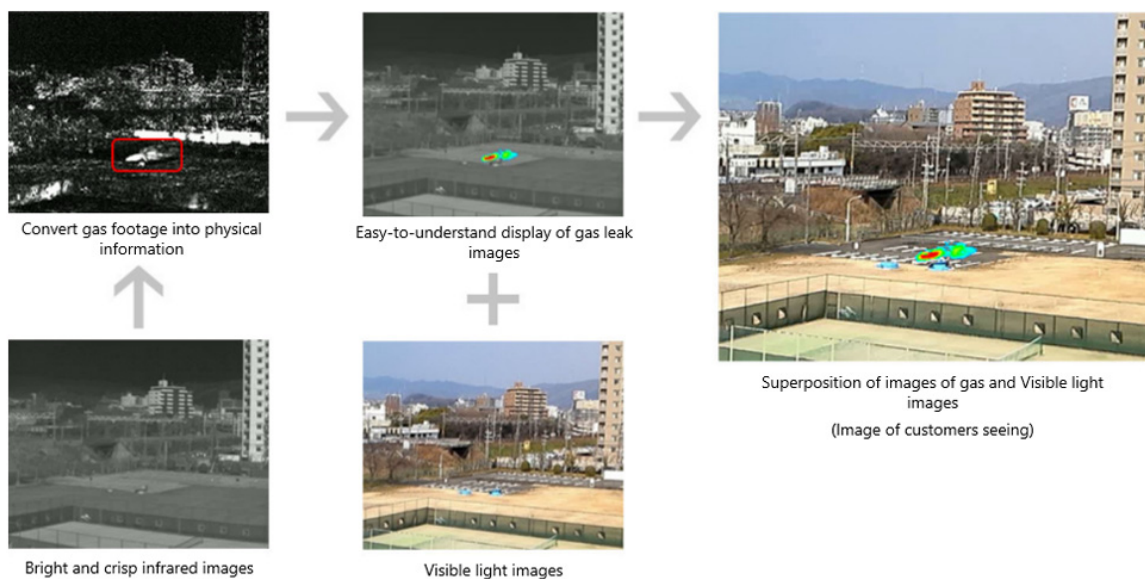 Convert gas footage into physical
information
Easy-to-understand display of gas leak
images
Superposition of images of gas and Visible light
images
(Image of customers seeing)
Bright and crisp infrared images
Visible light images